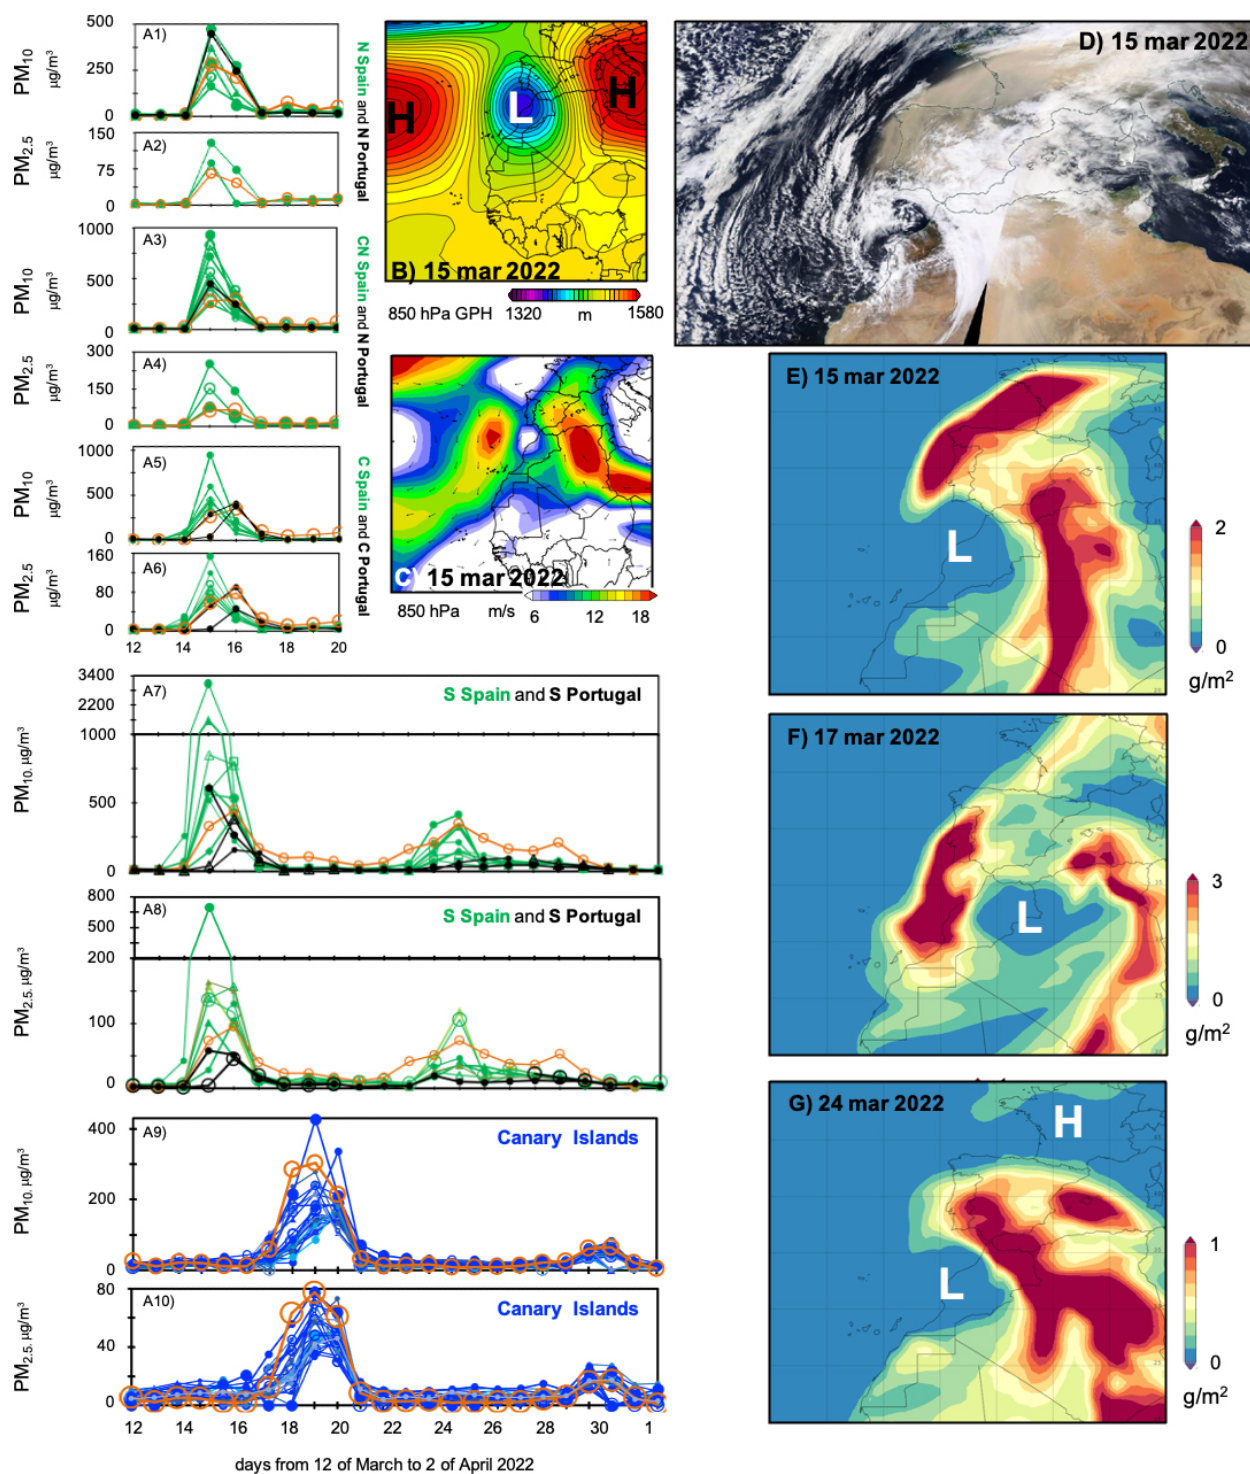 500
250
0
PM10
µg/m³
A1)
150
75
0
PM2.5
µg/m³
A2)
N Spain and N Portugal
1000
500
0
PM10
µg/m³
A3)
300
150
0
PM2.5
µg/m³
A4)
CN Spain and N Portugal
1000
500
0
PM10
µg/m³
A5)
160
80
0
PM2.5
µg/m³
A6)
C Spain and C Portugal
12 14 16 18 20
H
L
H
B) 15 mar 2022
850 hPa GPH 1320 m 1580
C) 15 mar 2022
850 hPa m/s 6 12 18
D) 15 mar 2022
E) 15 mar 2022
L
2
0
g/m²
3400
2200
1000
500
0
PM10, µg/m³
A7)
S Spain and S Portugal
F) 17 mar 2022
L
3
0
g/m²
800
500
200
100
0
PM2.5, µg/m³
A8)
S Spain and S Portugal
400
200
0
PM10, µg/m³
A9)
Canary Islands
80
40
0
PM2.5, µg/m³
A10)
Canary Islands
12 14 16 18 20 22 24 26 28 30 1
days from 12 of March to 2 of April 2022
G) 24 mar 2022
H
L
1
0
g/m²